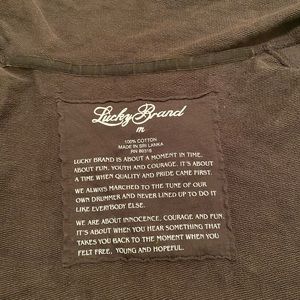 Lucky Brand
m
100% COTTON
MADE IN SRI LANKA
RN 80318
LUCKY BRAND IS ABOUT A MOMENT IN TIME.
ABOUT FUN, YOUTH AND COURAGE. IT'S ABOUT
A TIME WHEN QUALITY AND PRIDE CAME FIRST.
WE ALWAYS MARCHED TO THE TUNE OF OUR
OWN DRUMMER AND NEVER LINED UP TO DO IT
LIKE EVERYBODY ELSE.
WE ARE ABOUT INNOCENCE, COURAGE AND FUN.
IT'S ABOUT WHEN YOU HEAR SOMETHING THAT
TAKES YOU BACK TO THE MOMENT WHEN YOU
FELT FREE, YOUNG AND HOPEFUL.